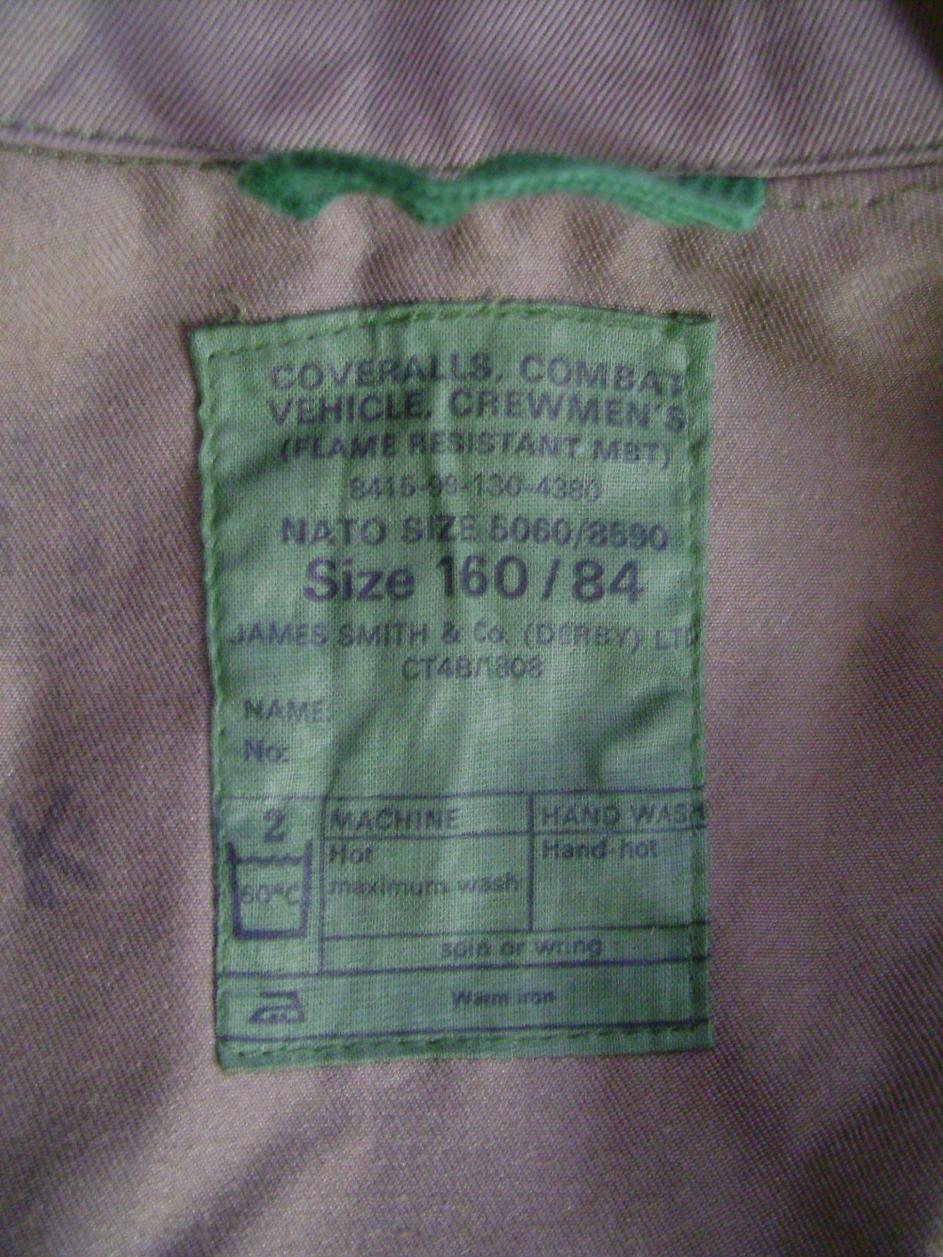 COVERALLS, COMBAT
VEHICLE, CREWMEN'S
(FLAME RESISTANT MBT)
8415-99-130-4380
NATO SIZE 5060/8590
Size 160/84
JAMES SMITH & Co. (DERBY) LTD
CT4B/1808
NAME:
No:
2 MACHINE HAND WASH
60°C Hot Hand-hot
maximum wash
spin or wring
Warm iron